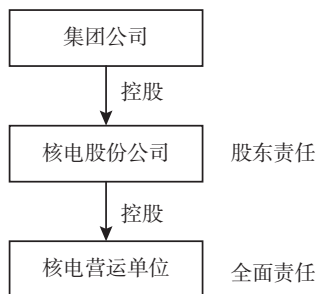 集团公司
控股
核电股份公司 股东责任
控股
核电营运单位 全面责任